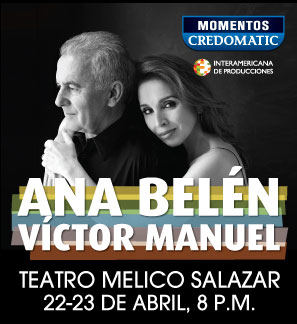 MOMENTOS
CREDOMATIC
INTERAMERICANA
DE PRODUCCIONES
ANA BELÉN
VÍCTOR MANUEL
TEATRO MELICO SALAZAR
22-23 DE ABRIL, 8 P.M.